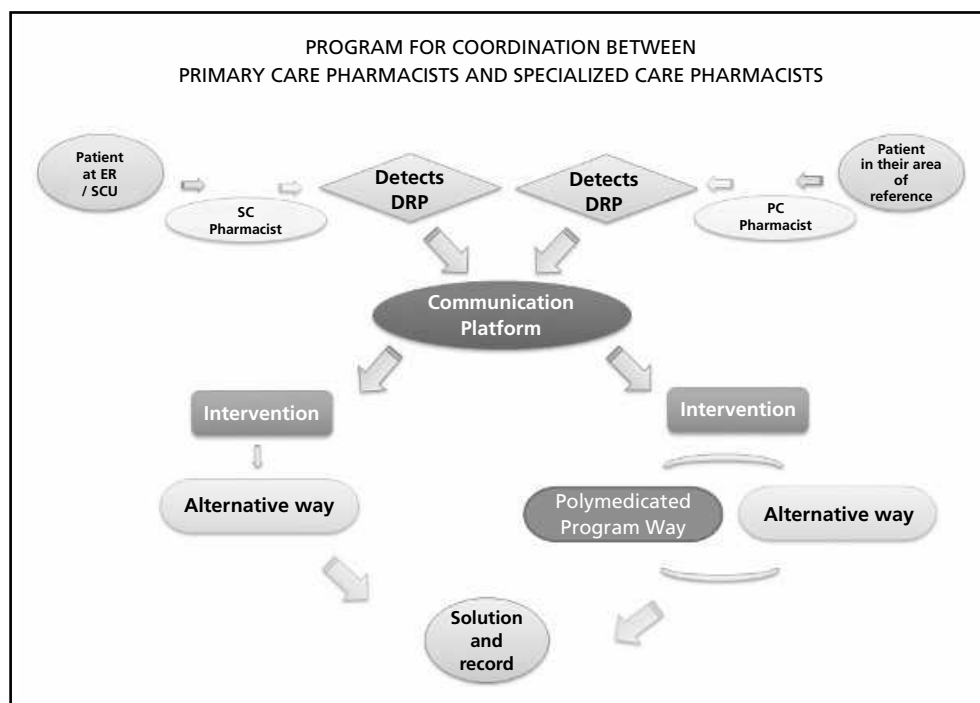 PROGRAM FOR COORDINATION BETWEEN
PRIMARY CARE PHARMACISTS AND SPECIALIZED CARE PHARMACISTS
Patient
at ER
/ SCU
SC
Pharmacist
Detects
DRP
Detects
DRP
PC
Pharmacist
Patient
in their area
of
reference
Communication
Platform
Intervention
Intervention
Alternative way
Polymedicated
Program Way
Alternative way
Solution
and
record